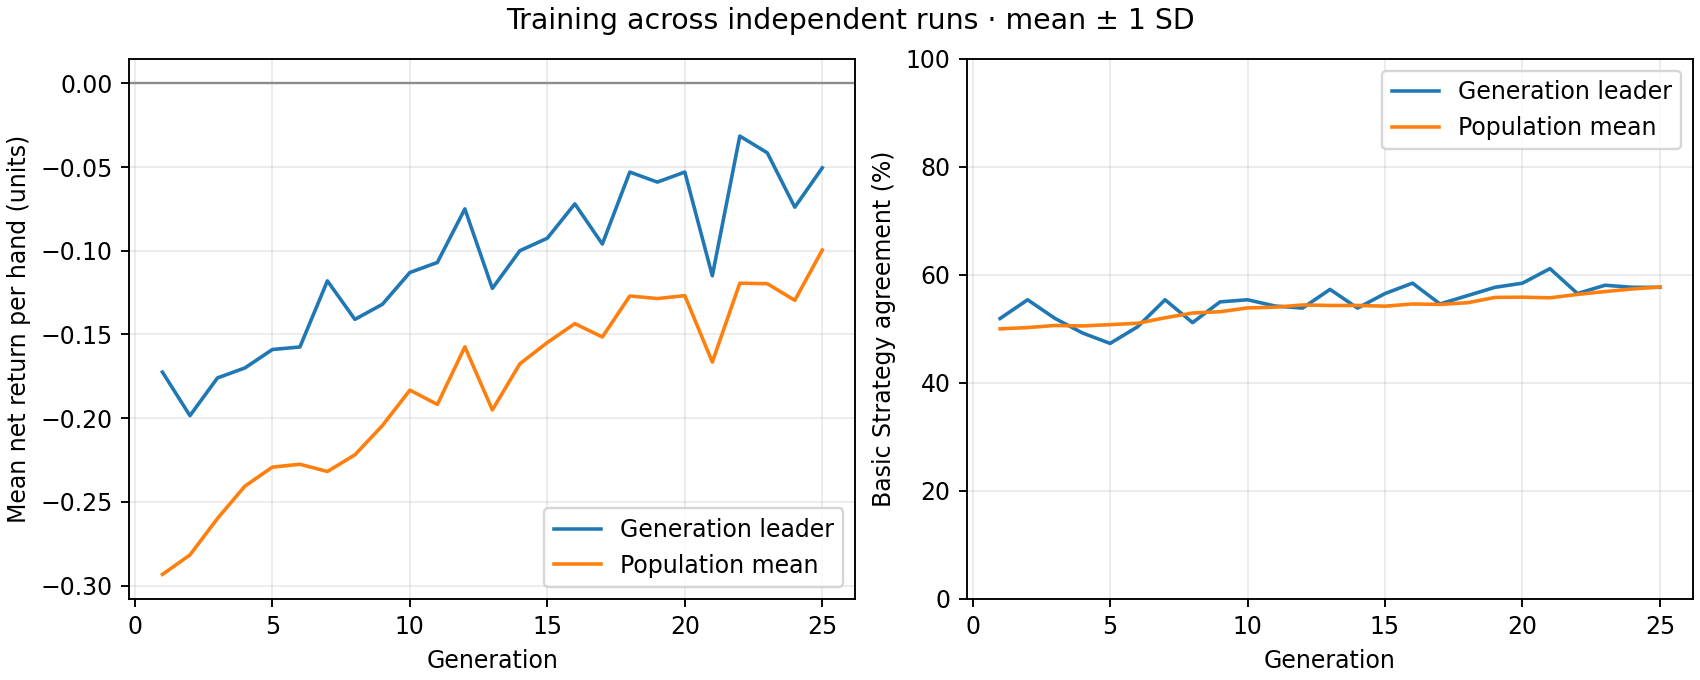 Training across independent runs · mean ± 1 SD
Mean net return per hand (units)
0.00
−0.05
−0.10
−0.15
−0.20
−0.25
−0.30
Generation leader
Population mean
0 5 10 15 20 25
Generation
Basic Strategy agreement (%)
100
80
60
40
20
0
Generation leader
Population mean
0 5 10 15 20 25
Generation